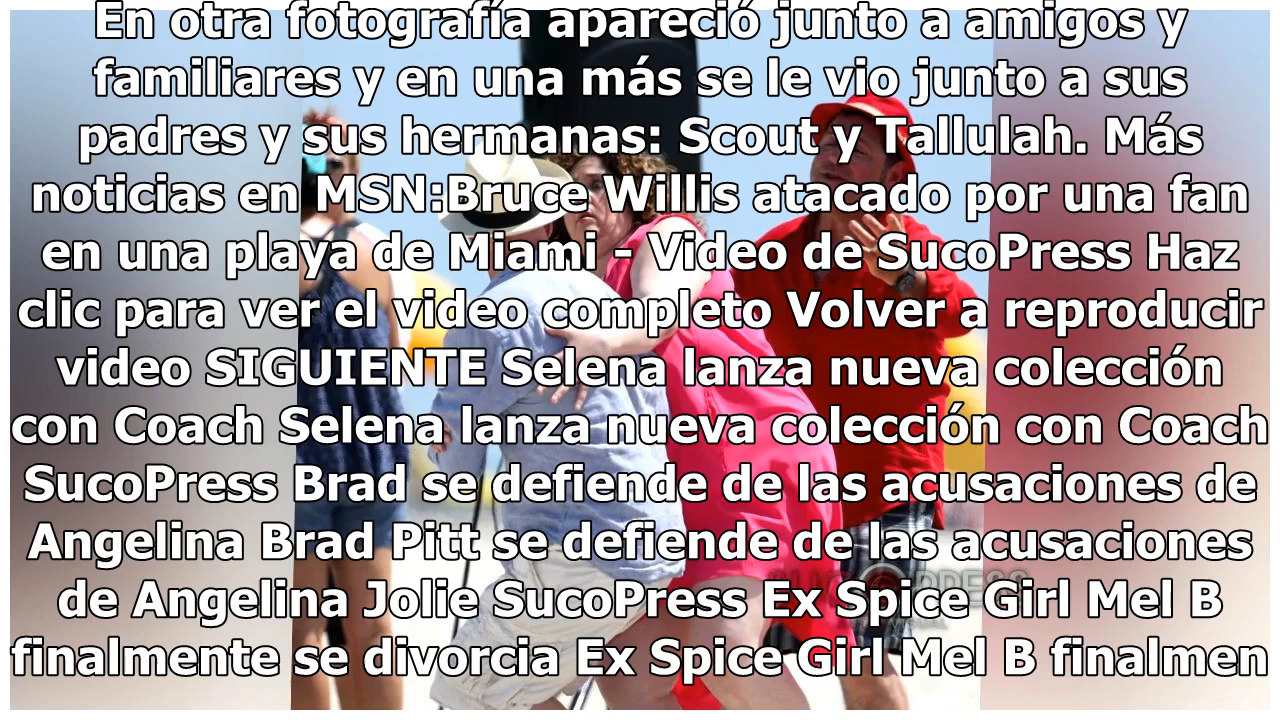 En otra fotografía apareció junto a amigos y
familiares y en una más se le vio junto a sus
padres y sus hermanas: Scout y Tallulah. Más
noticias en MSN:Bruce Willis atacado por una fan
en una playa de Miami - Video de SucoPress Haz
clic para ver el video completo Volver a reproducir
video SIGUIENTE Selena lanza nueva colección
con Coach Selena lanza nueva colección con Coach
SucoPress Brad se defiende de las acusaciones de
Angelina Brad Pitt se defiende de las acusaciones
de Angelina Jolie SucoPress Ex Spice Girl Mel B
finalmente se divorcia Ex Spice Girl Mel B finalmen